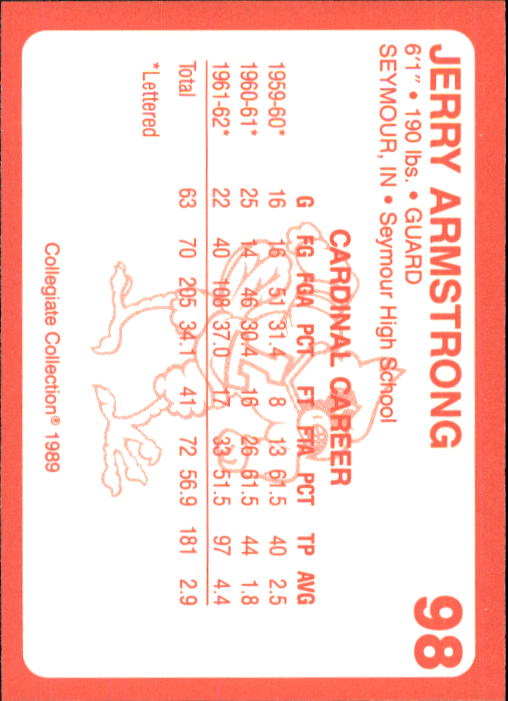 JERRY ARMSTRONG 98
6'1" • 190 lbs. • GUARD
SEYMOUR, IN • Seymour High School
CARDINAL CAREER
G FG FGA PCT FT FTA PCT TP AVG
1959-60* 16 16 51 31.4 8 13 61.5 40 2.5
1960-61* 25 14 46 30.4 16 26 61.5 44 1.8
1961-62* 22 40 108 37.0 17 33 51.5 97 4.4
Total 63 70 205 34.1 41 72 56.9 181 2.9
*Lettered
Collegiate Collection® 1989